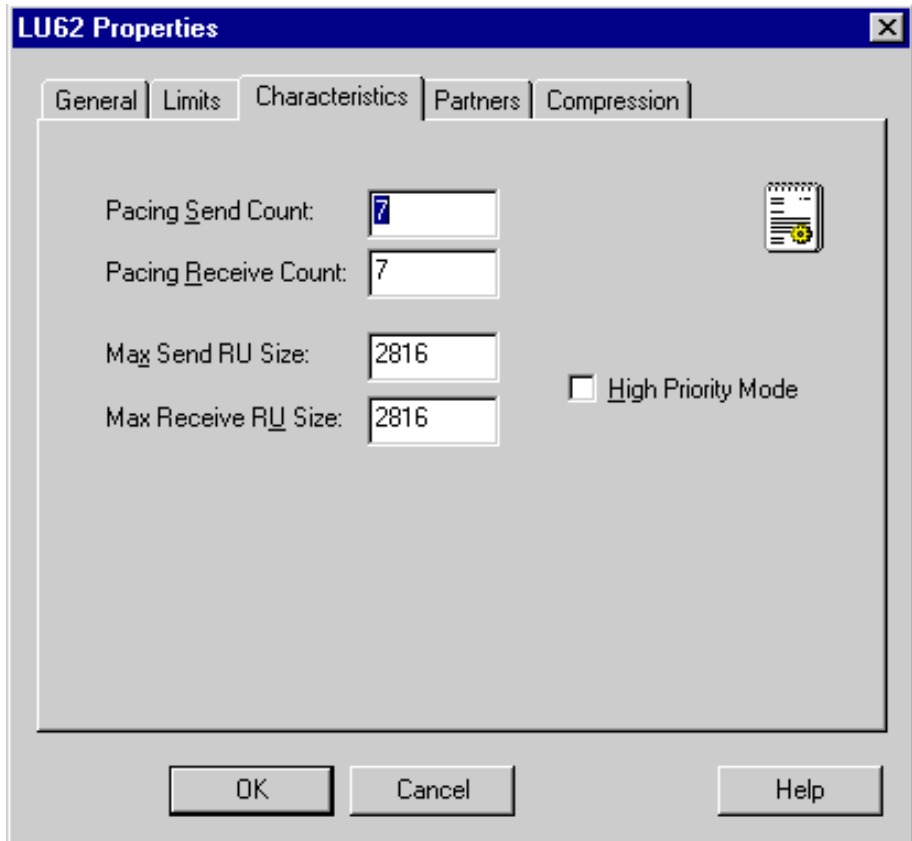 LU62 Properties
General Limits Characteristics Partners Compression
Pacing Send Count: 7
Pacing Receive Count: 7
Max Send RU Size: 2816
High Priority Mode
Max Receive RU Size: 2816
OK Cancel Help